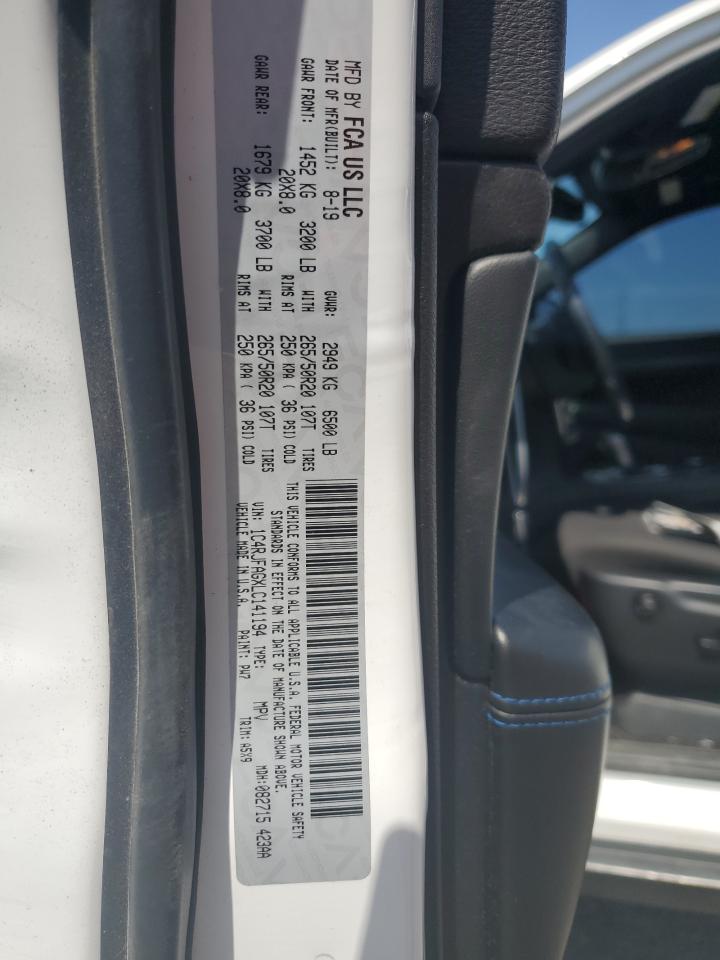 MFD BY FCA US LLC
DATE OF MFR(BUILT): 8-19 GVWR: 2949 KG 6500 LB
GAWR FRONT: 1452 KG 3200 LB WITH 265/50R20 107T TIRES
20X8.0 RIMS AT 250 KPA( 36 PSI) COLD
GAWR REAR: 1679 KG 3700 LB WITH 265/50R20 107T TIRES
20X8.0 RIMS AT 250 KPA( 36 PSI) COLD
THIS VEHICLE CONFORMS TO ALL APPLICABLE U.S.A. FEDERAL MOTOR VEHICLE SAFETY
STANDARDS IN EFFECT ON THE DATE OF MANUFACTURE SHOWN ABOVE.
VIN: 1C4RJFAGXLC141194 TYPE: MPV MDH:082715 423AA
VEHICLE MADE IN U.S.A. PAINT: PW7 TRIM: A5X9